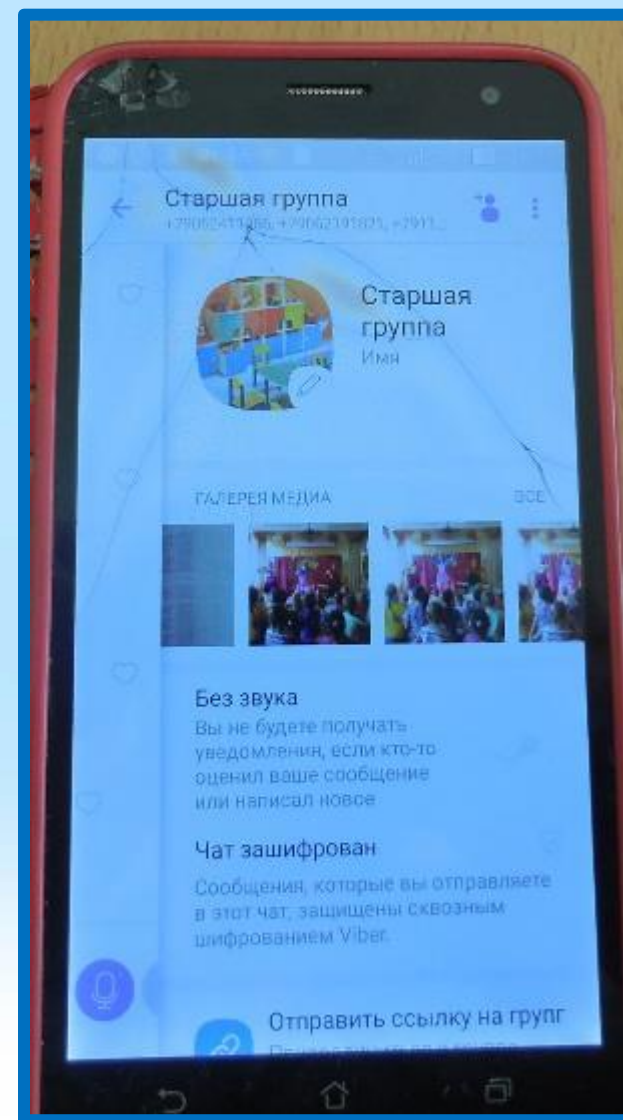 Старшая группа
Старшая
группа
Имя
ГАЛЕРЕЯ МЕДИА
ВСЕ
Без звука
Вы не будете получать
уведомления, если кто-то
оценил ваше сообщение
или написал новое
Чат зашифрован
Сообщения, которые вы отправляете
в этот чат, защищены сквозным
шифрованием Viber.
Отправить ссылку на групп